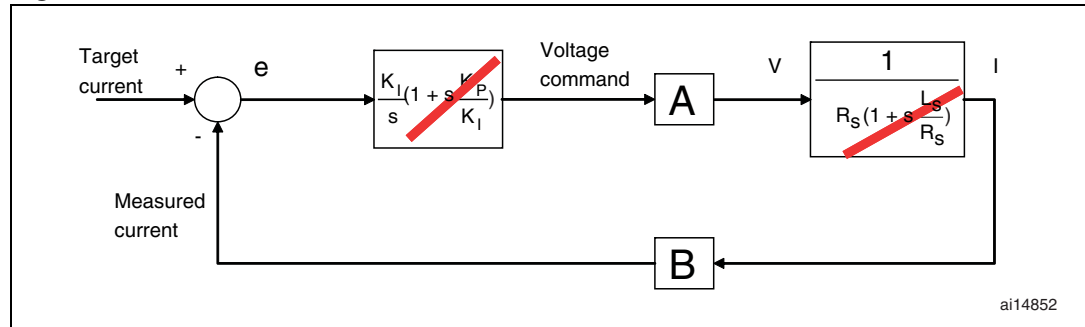 Target
current
+
-
e
K_I/s (1 + s K_P/K_I)
Voltage
command
A
V
1
R_S (1 + s L_S/R_S)
I
Measured
current
B
ai14852